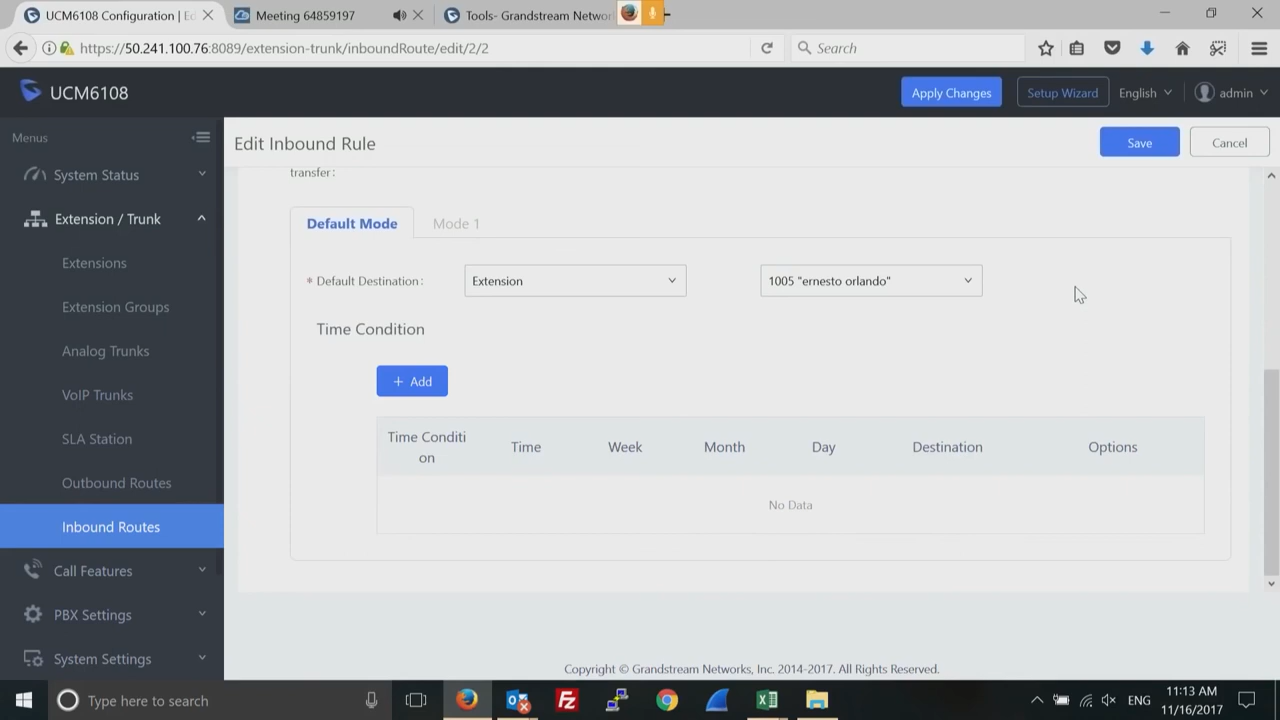 UCM6108 Configuration | Ed
Meeting 64859197
Tools- Grandstream Networ
https://50.241.100.76:8089/extension-trunk/inboundRoute/edit/2/2
Search
UCM6108
Apply Changes
Setup Wizard
English
admin
Menus
Edit Inbound Rule
Save
Cancel
System Status
transfer:
Extension / Trunk
Default Mode
Mode 1
Extensions
* Default Destination:
Extension
1005 "ernesto orlando"
Extension Groups
Time Condition
Analog Trunks
+ Add
VoIP Trunks
SLA Station
Time Conditi
on
Time
Week
Month
Day
Destination
Options
Outbound Routes
No Data
Inbound Routes
Call Features
PBX Settings
System Settings
Copyright © Grandstream Networks, Inc. 2014-2017. All Rights Reserved.
Type here to search
ENG
11:13 AM
11/16/2017